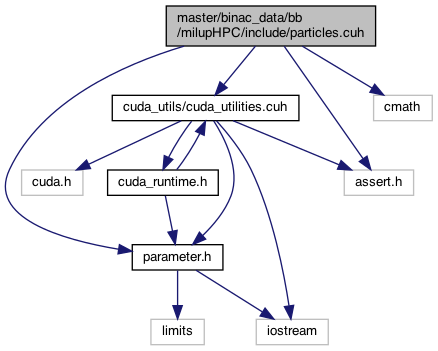 master/binac_data/bb
/milupHPC/include/particles.cuh
cuda_utils/cuda_utilities.cuh
cmath
cuda.h
cuda_runtime.h
assert.h
parameter.h
limits
iostream